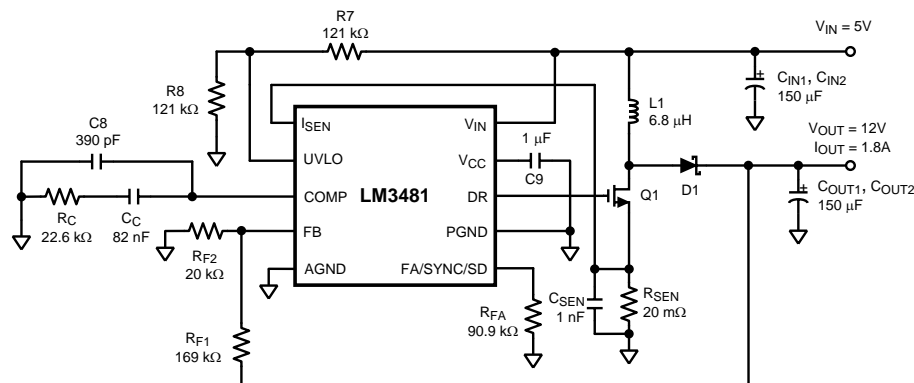 R7
121 kΩ
VIN = 5V
R8
121 kΩ
CIN1, CIN2
150 μF
L1
6.8 μH
C8
390 pF
ISEN
VIN
1 μF
VOUT = 12V
IOUT = 1.8A
UVLO
VCC
C9
D1
COMP
LM3481
DR
Q1
COUT1, COUT2
150 μF
RC
22.6 kΩ
CC
82 nF
FB
PGND
RF2
20 kΩ
AGND
FA/SYNC/SD
CSEN
1 nF
RSEN
20 mΩ
RFA
90.9 kΩ
RF1
169 kΩ